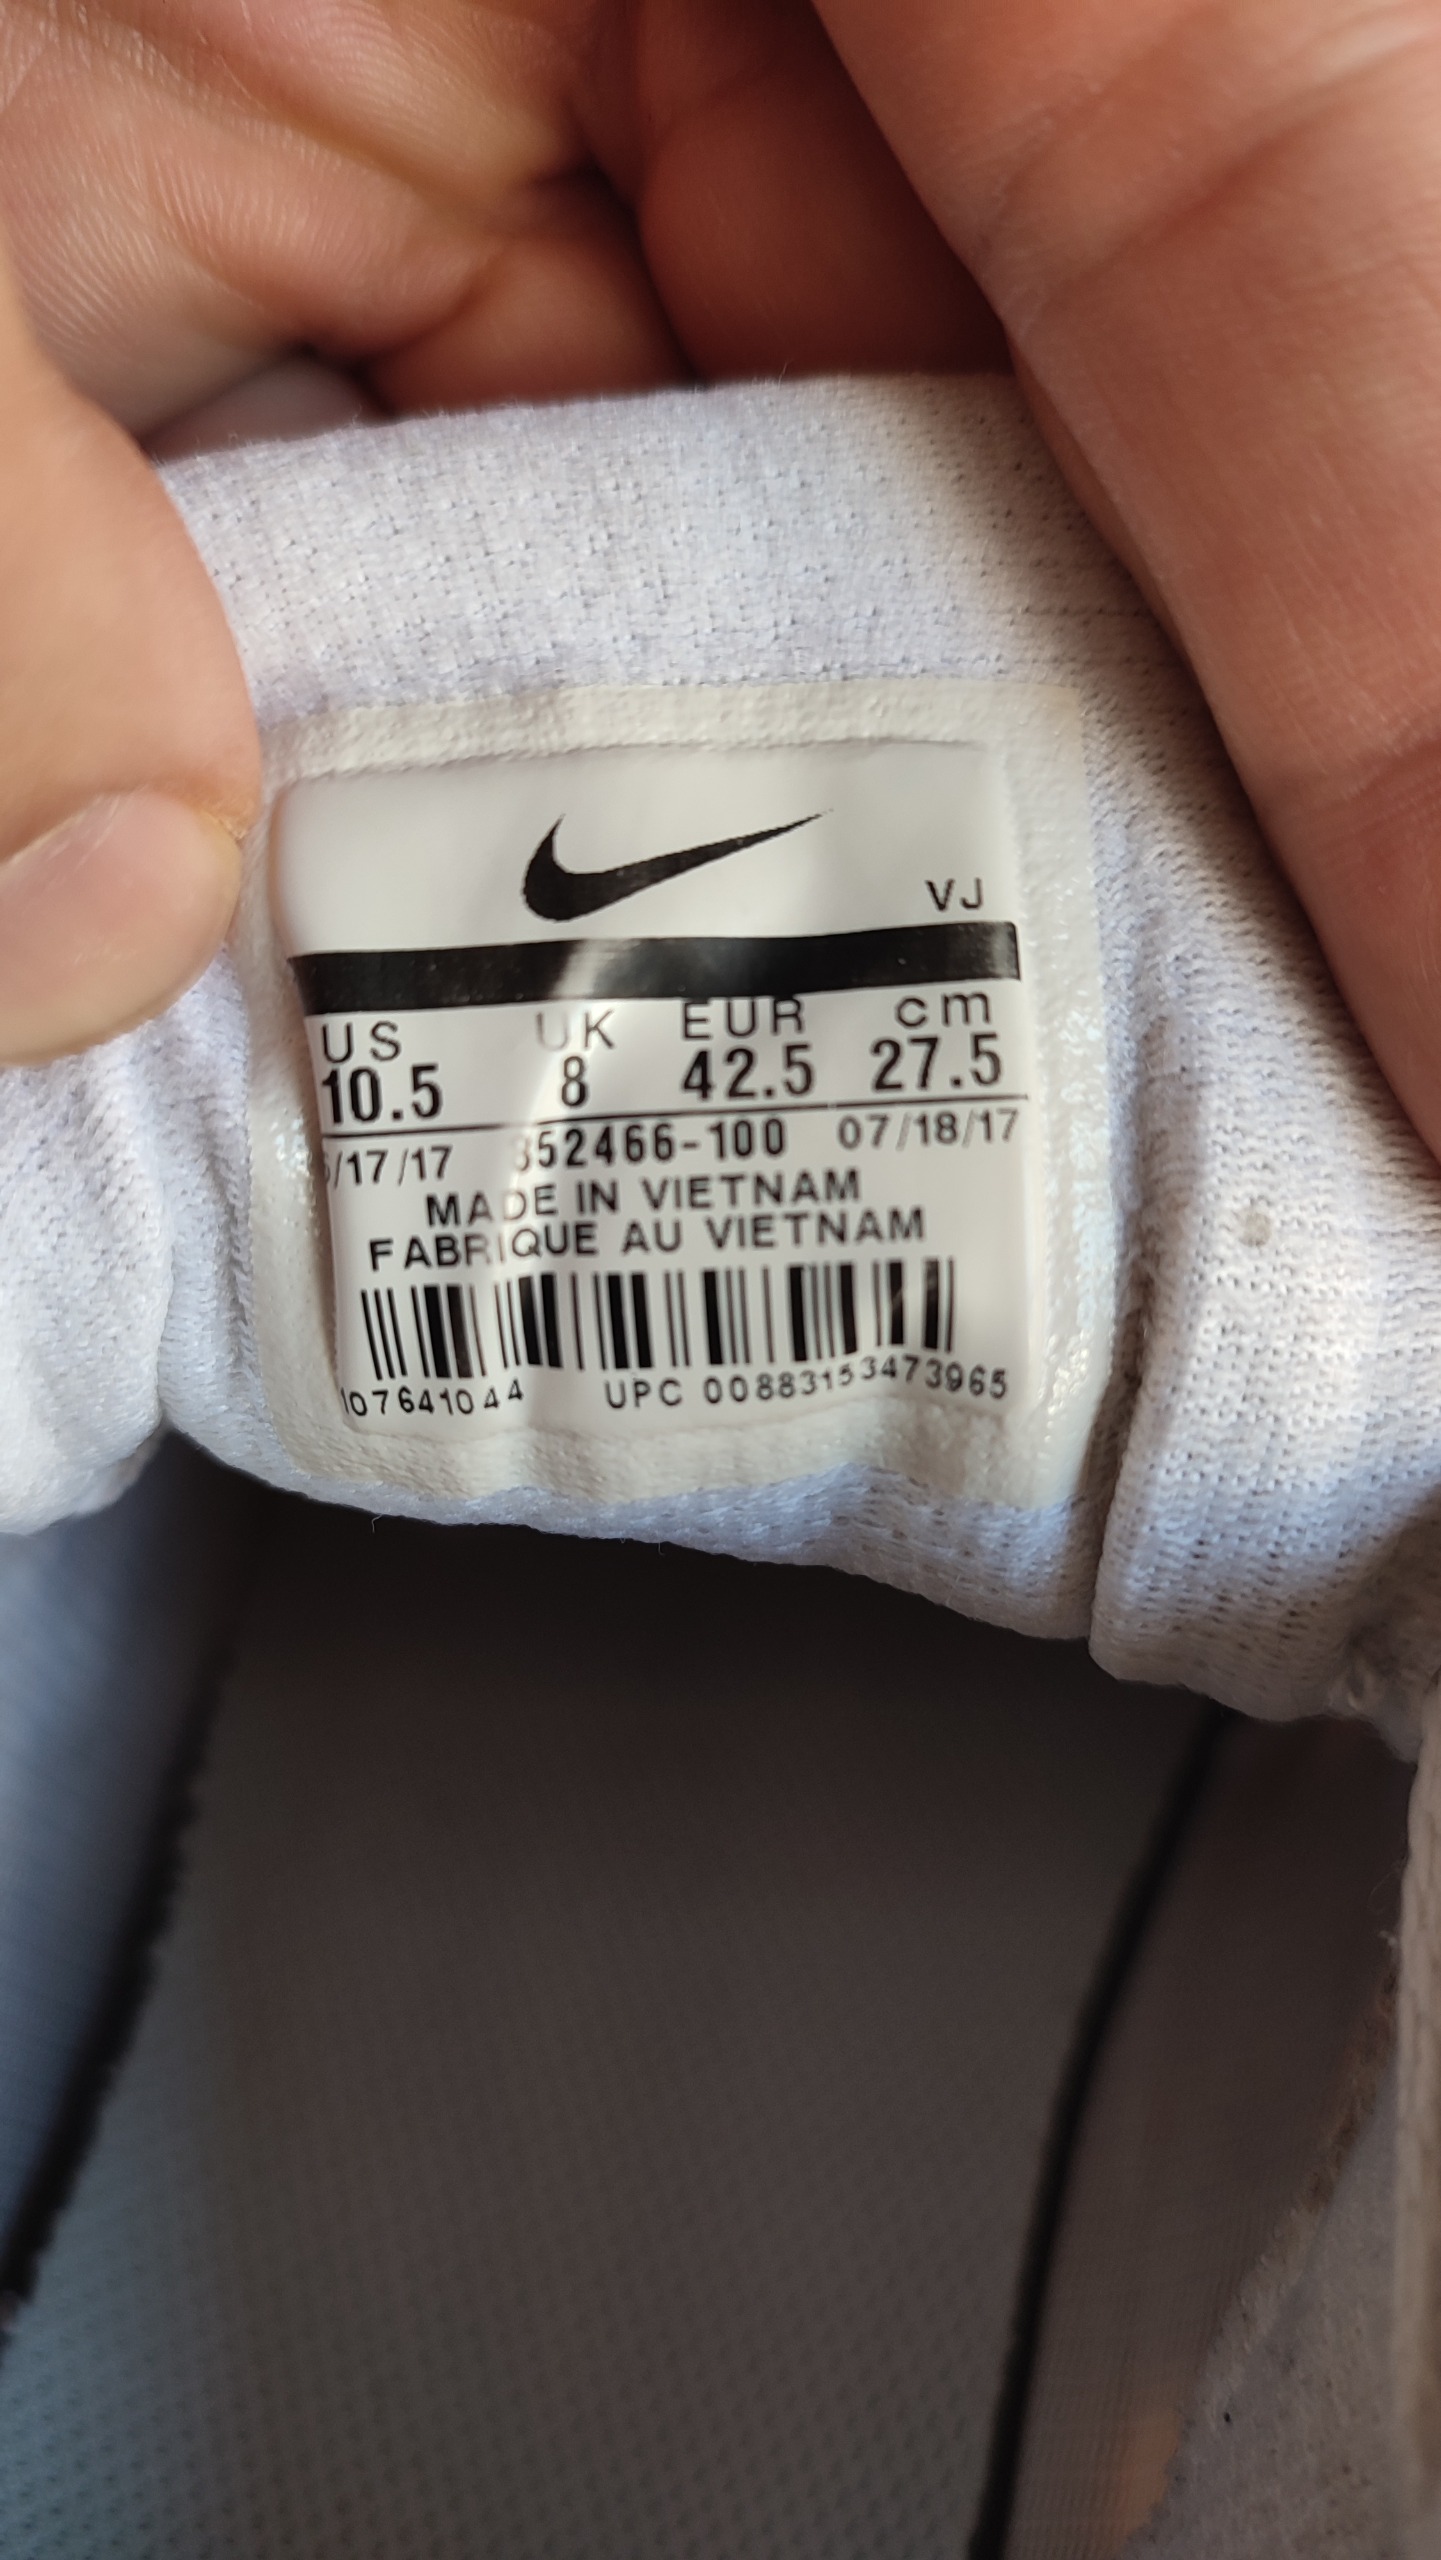 VJ
US UK EUR cm
10.5 8 42.5 27.5
/17/17 352466-100 07/18/17
MADE IN VIETNAM
FABRIQUE AU VIETNAM
107641044 UPC 00883153473965